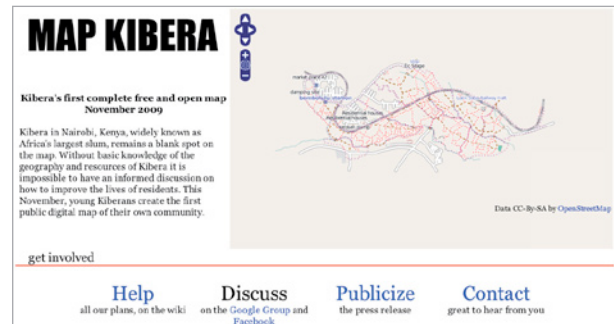 MAP KIBERA
Kibera's first complete free and open map
November 2009
Kibera in Nairobi, Kenya, widely known as
Africa's largest slum, remains a blank spot on
the map. Without basic knowledge of the
geography and resources of Kibera it is
impossible to have an informed discussion on
how to improve the lives of residents. This
November, young Kiberans create the first
public digital map of their own community.
Data CC-By-SA by OpenStreetMap
get involved
Help
all our plans, on the wiki
Discuss
on the Google Group and
Facebook
Publicize
the press release
Contact
great to hear from you